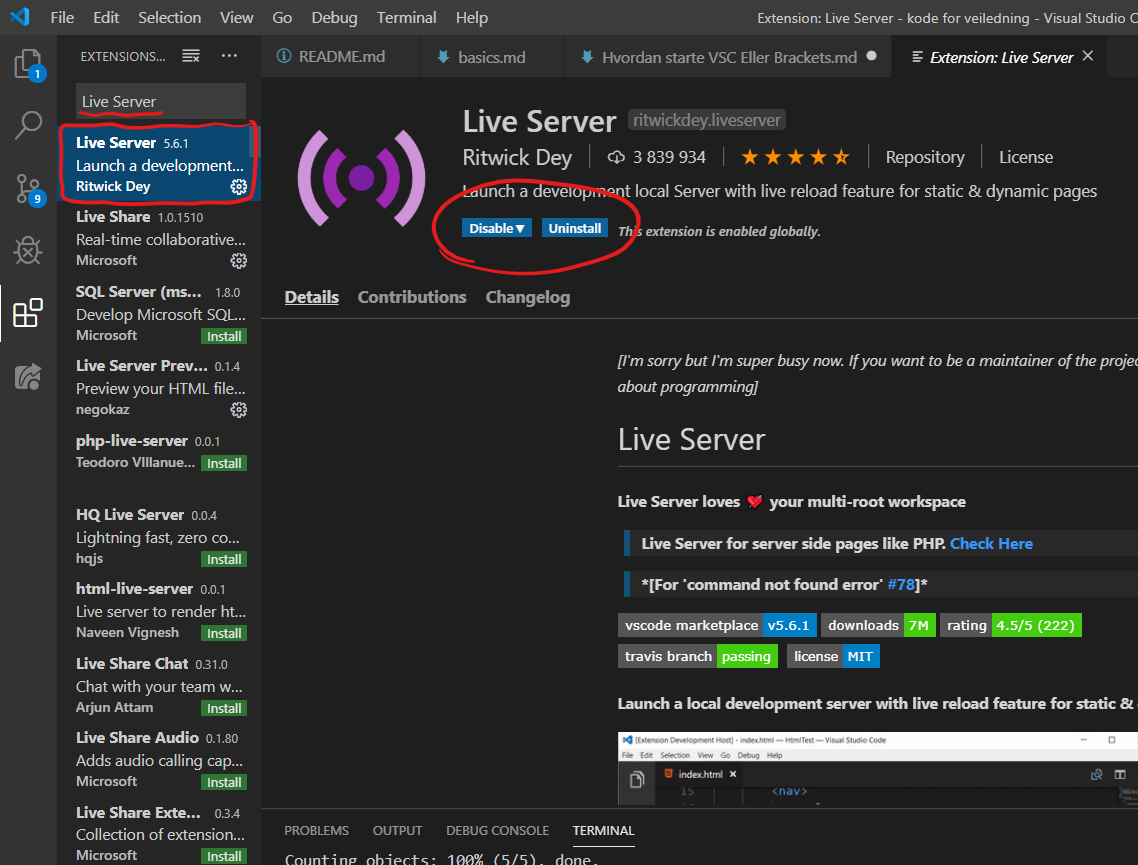 File Edit Selection View Go Debug Terminal Help
Extension: Live Server - kode for veiledning - Visual Studio C
EXTENSIONS...
README.md
basics.md
Hvordan starte VSC Eller Brackets.md
Extension: Live Server
1
9
Live Server
Live Server 5.6.1
Launch a development...
Ritwick Dey
Live Share 1.0.1510
Real-time collaborative...
Microsoft
SQL Server (ms... 1.8.0
Develop Microsoft SQL...
Microsoft Install
Live Server Prev... 0.1.4
Preview your HTML file...
negokaz
php-live-server 0.0.1
Teodoro VIllanue... Install
HQ Live Server 0.0.4
Lightning fast, zero co...
hqjs Install
html-live-server 0.0.1
Live server to render ht...
Naveen Vignesh Install
Live Share Chat 0.31.0
Chat with your team w...
Arjun Attam Install
Live Share Audio 0.1.80
Adds audio calling cap...
Microsoft Install
Live Share Exte... 0.3.4
Collection of extension...
Microsoft Install
Live Server ritwickdey.liveserver
Ritwick Dey 3 839 934 Repository License
Launch a development local Server with live reload feature for static & dynamic pages
Disable Uninstall This extension is enabled globally.
Details Contributions Changelog
[I'm sorry but I'm super busy now. If you want to be a maintainer of the projec
about programming]
Live Server
Live Server loves your multi-root workspace
Live Server for server side pages like PHP. Check Here
*[For 'command not found error' #78]*
vscode marketplace v5.6.1 downloads 7M rating 4.5/5 (222)
travis branch passing license MIT
Launch a local development server with live reload feature for static &
[Extension Development Host] - index.html — HtmlTest — Visual Studio Code
File Edit Selection View Go Debug Help
index.html
15 <nav>
PROBLEMS OUTPUT DEBUG CONSOLE TERMINAL
Counting objects: 100% (5/5), done.